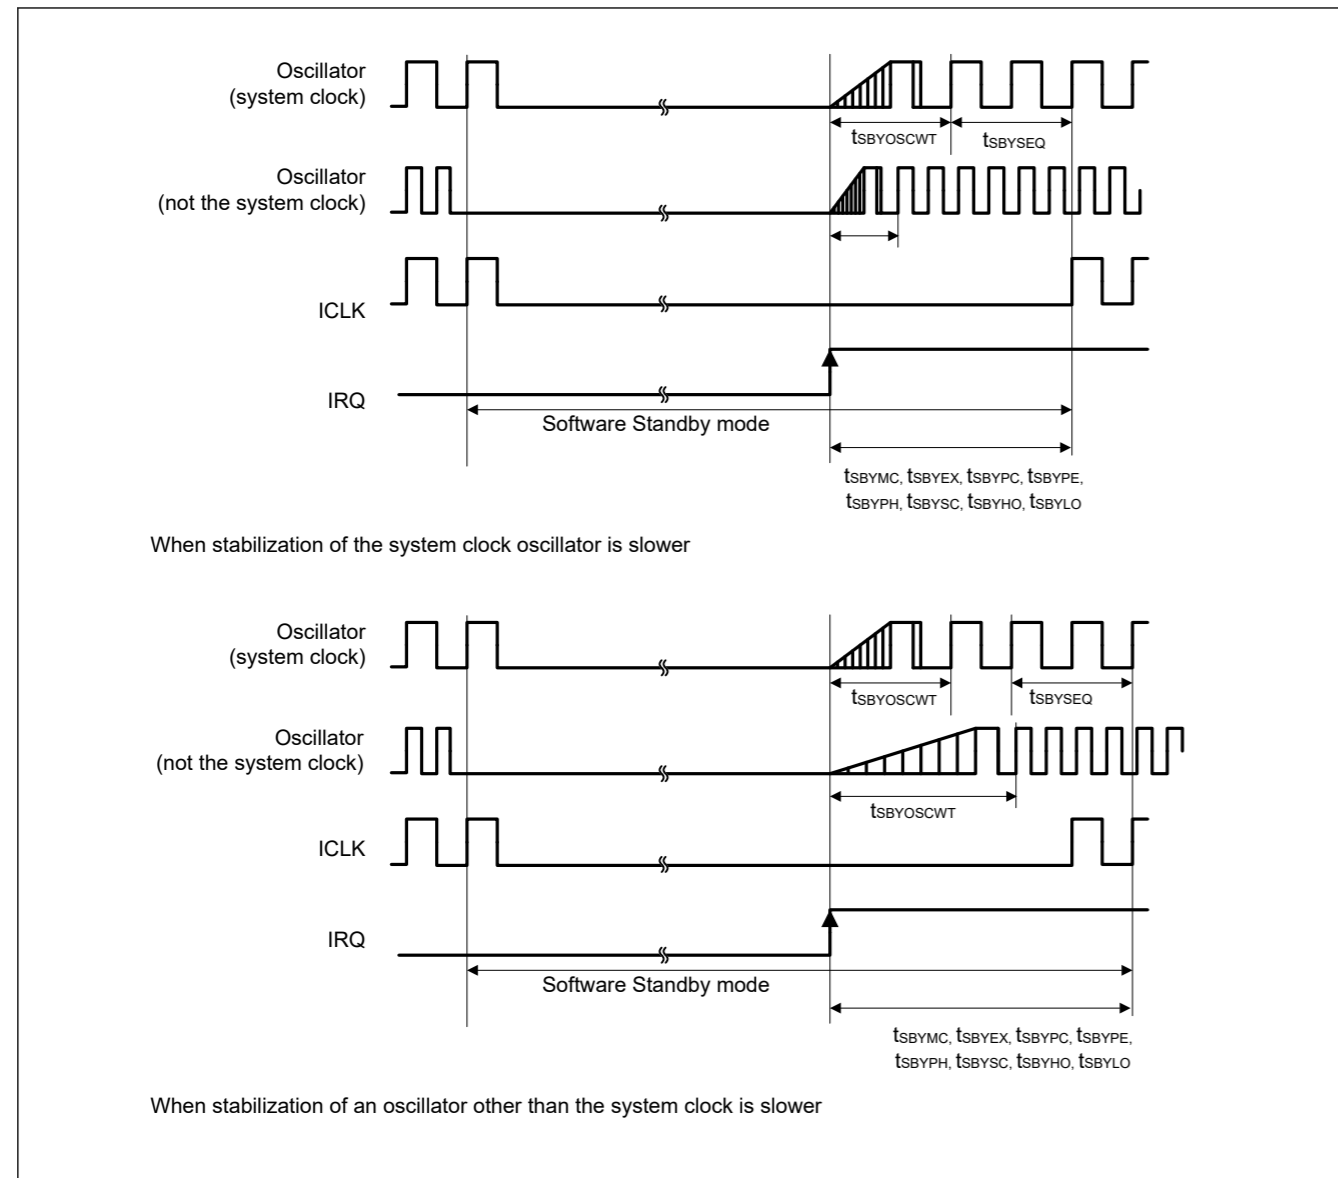 Oscillator
(system clock)
tSBYOSCWT
tSBYSEQ
Oscillator
(not the system clock)
ICLK
IRQ
Software Standby mode
tSBYMC, tSBYEX, tSBYPC, tSBYPE,
tSBYPH, tSBYSC, tSBYHO, tSBYLO
When stabilization of the system clock oscillator is slower
Oscillator
(system clock)
tSBYOSCWT
tSBYSEQ
Oscillator
(not the system clock)
tSBYOSCWT
ICLK
IRQ
Software Standby mode
tSBYMC, tSBYEX, tSBYPC, tSBYPE,
tSBYPH, tSBYSC, tSBYHO, tSBYLO
When stabilization of an oscillator other than the system clock is slower